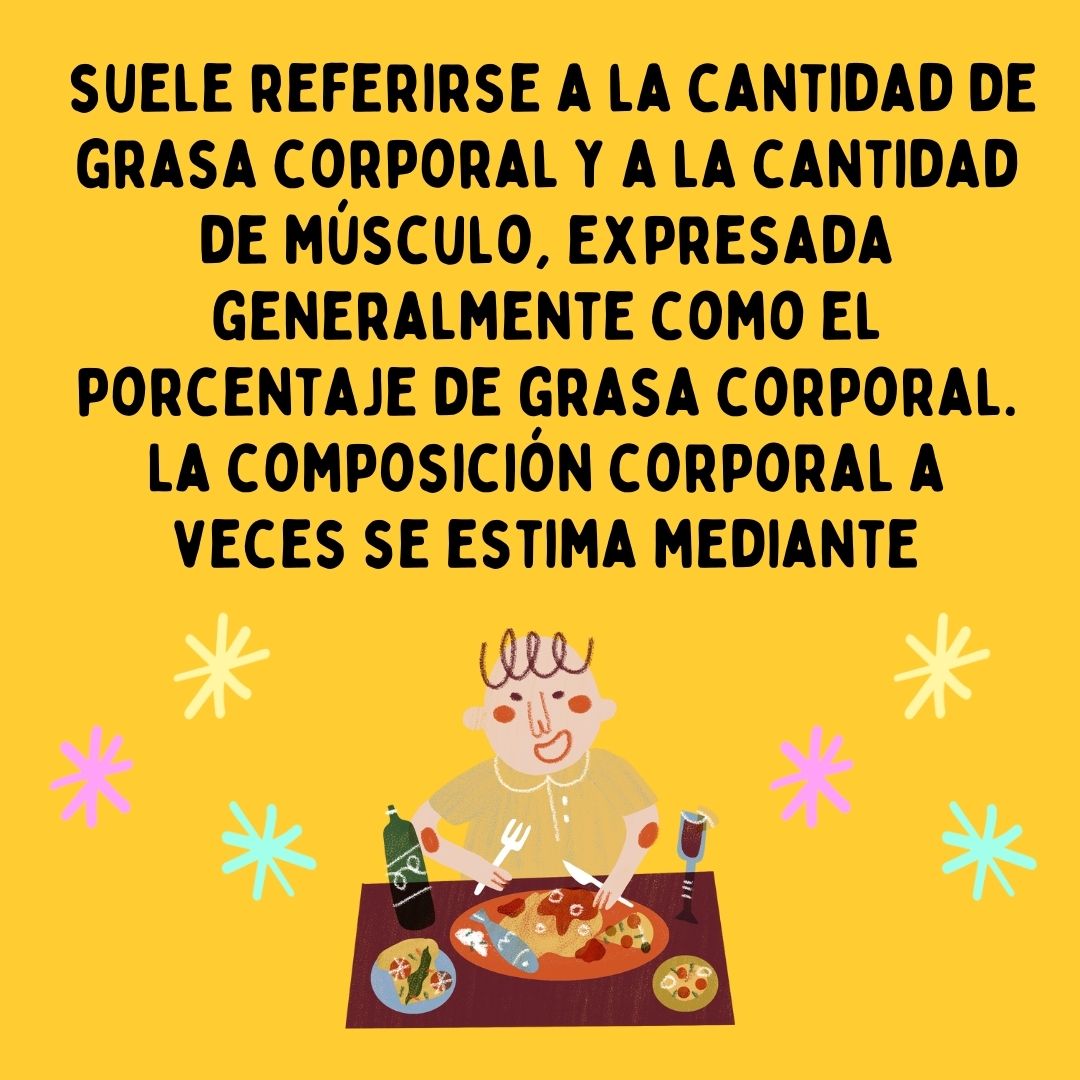 SUELE REFERIRSE A LA CANTIDAD DE
GRASA CORPORAL Y A LA CANTIDAD
DE MÚSCULO, EXPRESADA
GENERALMENTE COMO EL
PORCENTAJE DE GRASA CORPORAL.
LA COMPOSICIÓN CORPORAL A
VECES SE ESTIMA MEDIANTE